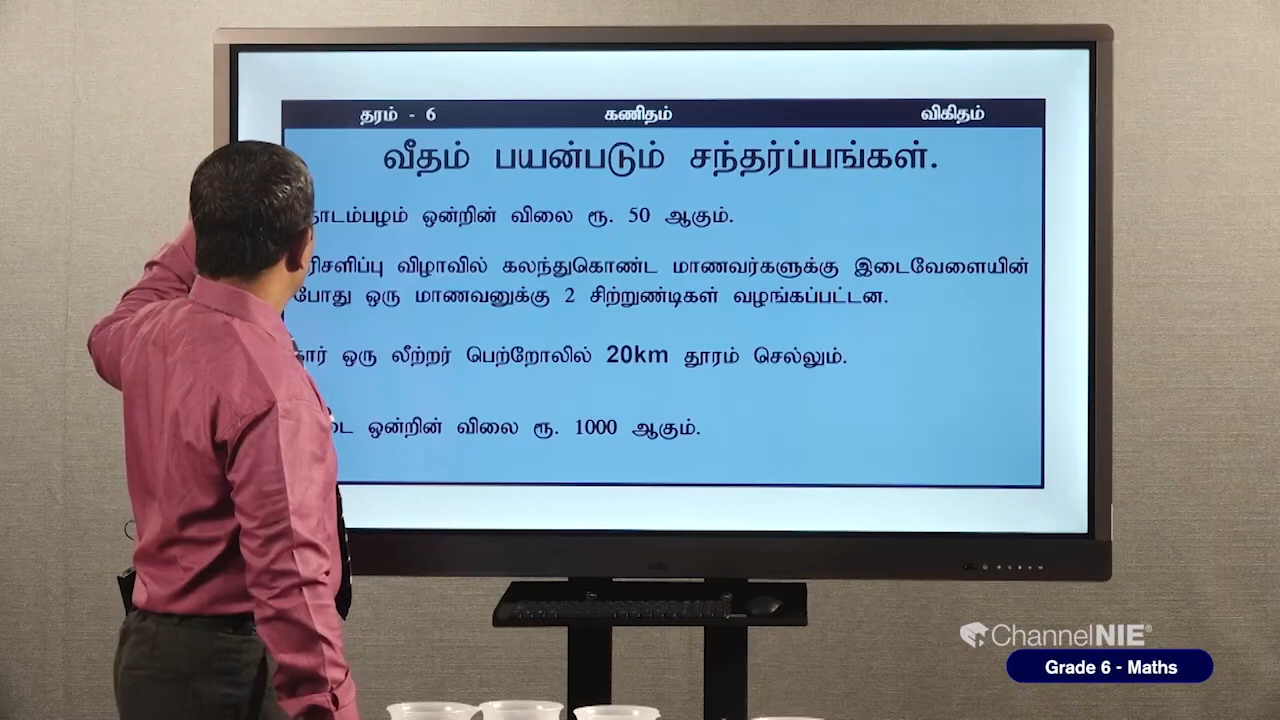 தரம் - 6 கணிதம் விகிதம்
வீதம் பயன்படும் சந்தர்ப்பங்கள்.
ஒன்றின் விலை ரூ. 50 ஆகும்.
விழாவில் கலந்துகொண்ட மாணவர்களுக்கு இடைவேளையின்
போது ஒரு மாணவனுக்கு 2 சிற்றுண்டிகள் வழங்கப்பட்டன.
ஒரு லீற்றர் பெற்றோலில் 20km தூரம் செல்லும்.
ஒன்றின் விலை ரூ. 1000 ஆகும்.
ChannelNIE®
Grade 6 - Maths